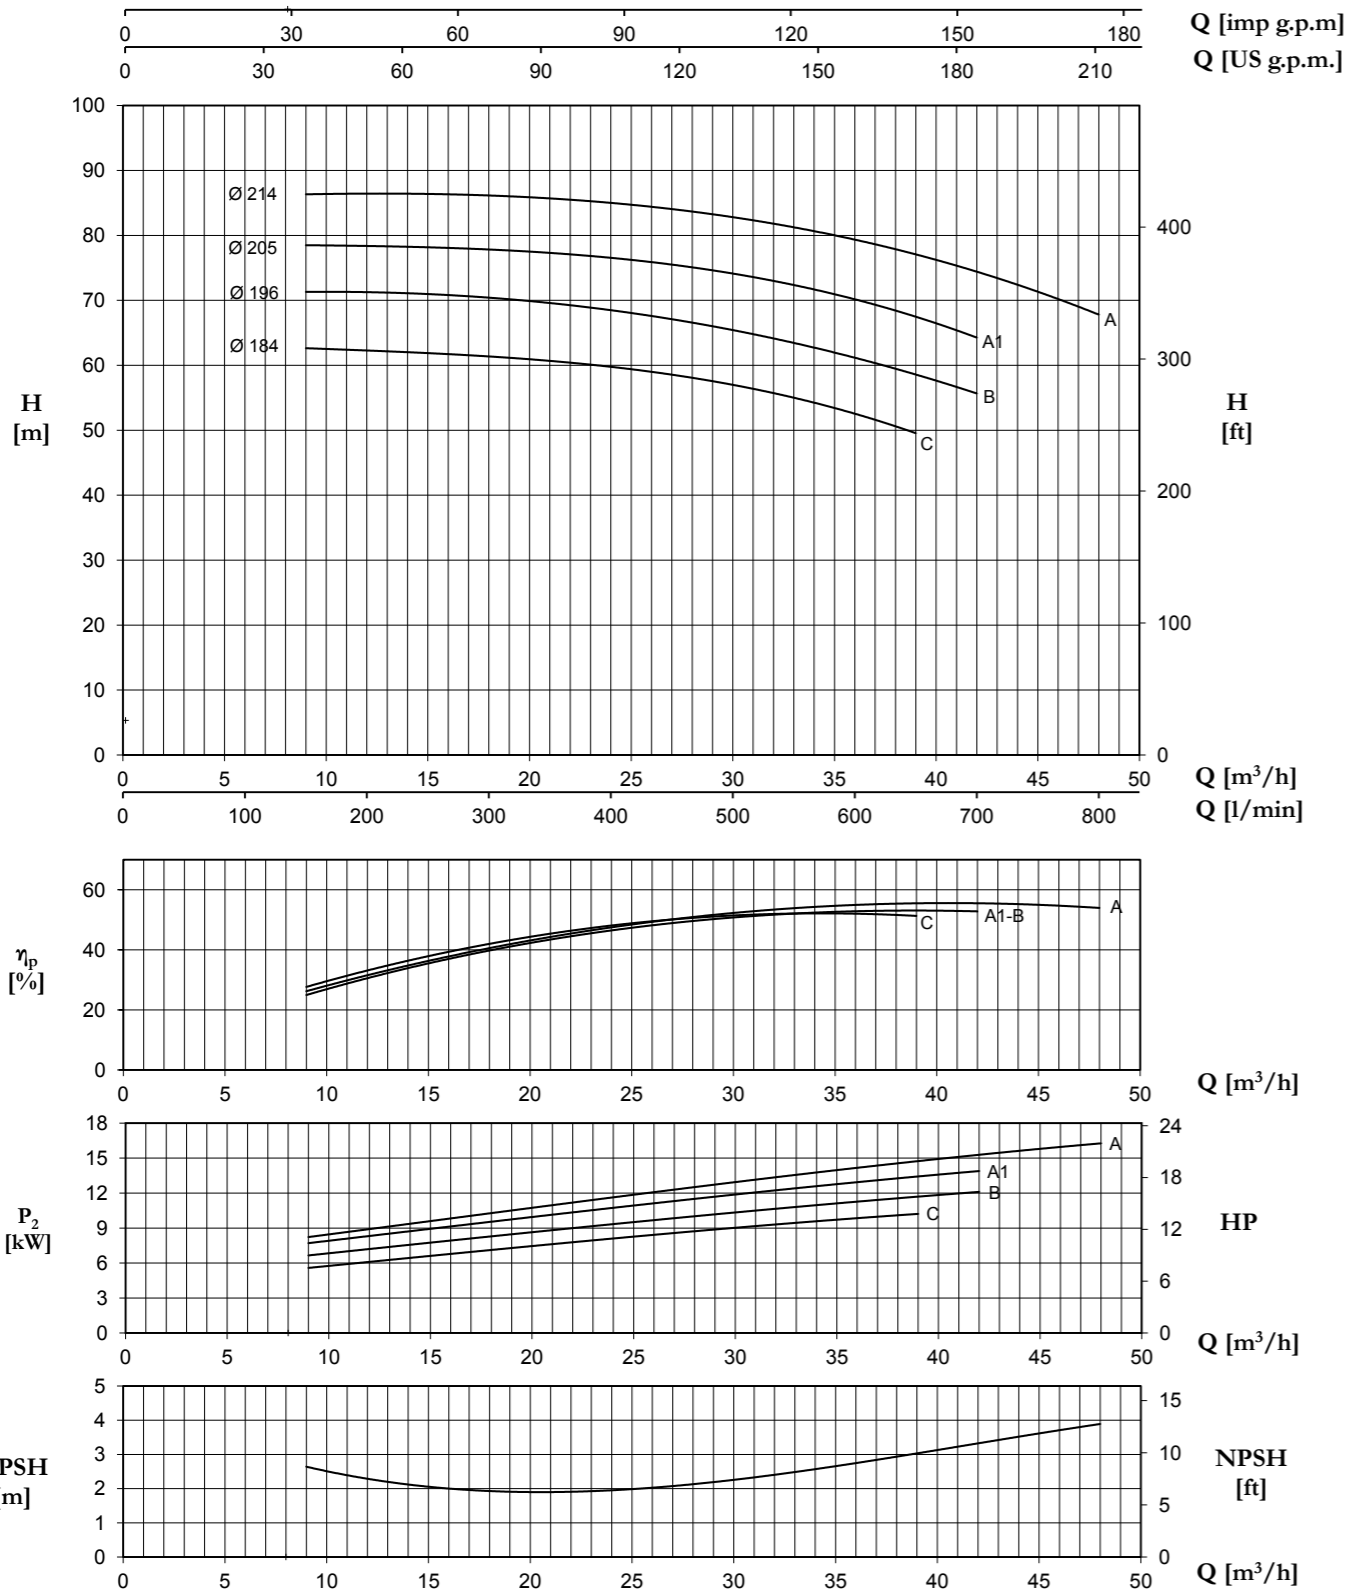 0 30 60 90 120 150 180 Q [imp g.p.m]
0 30 60 90 120 150 180 210 Q [US g.p.m.]
100
90
80
70
60
50
40
30
20
10
0
H
[m]
Ø 214
Ø 205
Ø 196
Ø 184
A
A1
B
C
400
300
200
100
0
H
[ft]
0 5 10 15 20 25 30 35 40 45 50 Q [m³/h]
0 100 200 300 400 500 600 700 800 Q [l/min]
60
40
20
0
ηp
[%]
A
A1-B
C
0 5 10 15 20 25 30 35 40 45 50 Q [m³/h]
18
15
12
9
6
3
0
P2
[kW]
A
A1
B
C
24
18
12
6
0
HP
0 5 10 15 20 25 30 35 40 45 50 Q [m³/h]
5
4
3
2
1
0
PSH
m]
15
10
5
0
NPSH
[ft]
0 5 10 15 20 25 30 35 40 45 50 Q [m³/h]